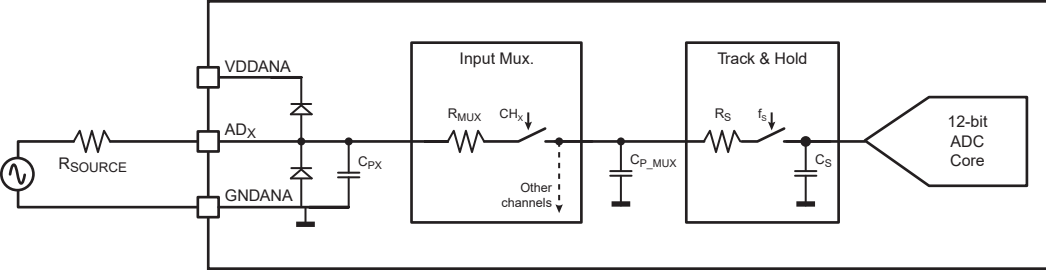 VDDANA
Input Mux.
Track & Hold
RMUX
CHX
RS
fS
ADX
12-bit
ADC
Core
RSOURCE
CPX
CP_MUX
CS
Other
channels
GNDANA